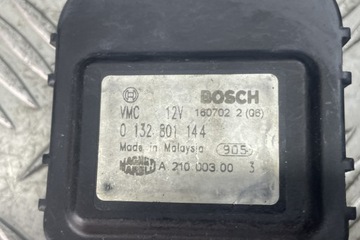 BOSCH
VMC 12V 160702 2 (06)
0 132 801 144
Made in Malaysia 905
MAGNETI MARELLI A 210 003 00 3